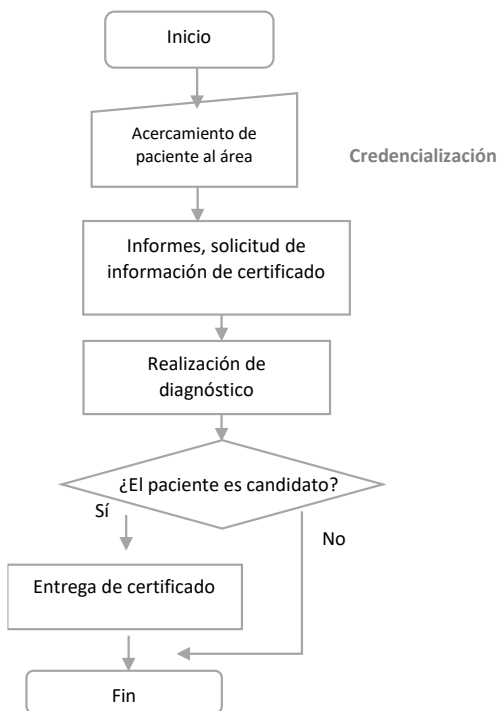 Inicio
Acercamiento de
paciente al área
Credencialización
Informes, solicitud de
información de certificado
Realización de
diagnóstico
¿El paciente es candidato?
Sí
No
Entrega de certificado
Fin